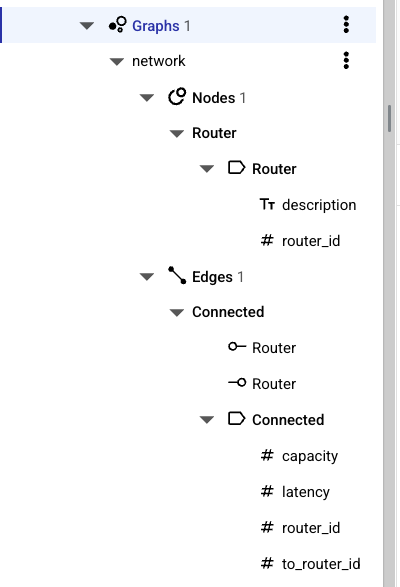 Graphs 1
network
Nodes 1
Router
Router
description
# router_id
Edges 1
Connected
Router
Router
Connected
# capacity
# latency
# router_id
# to_router_id